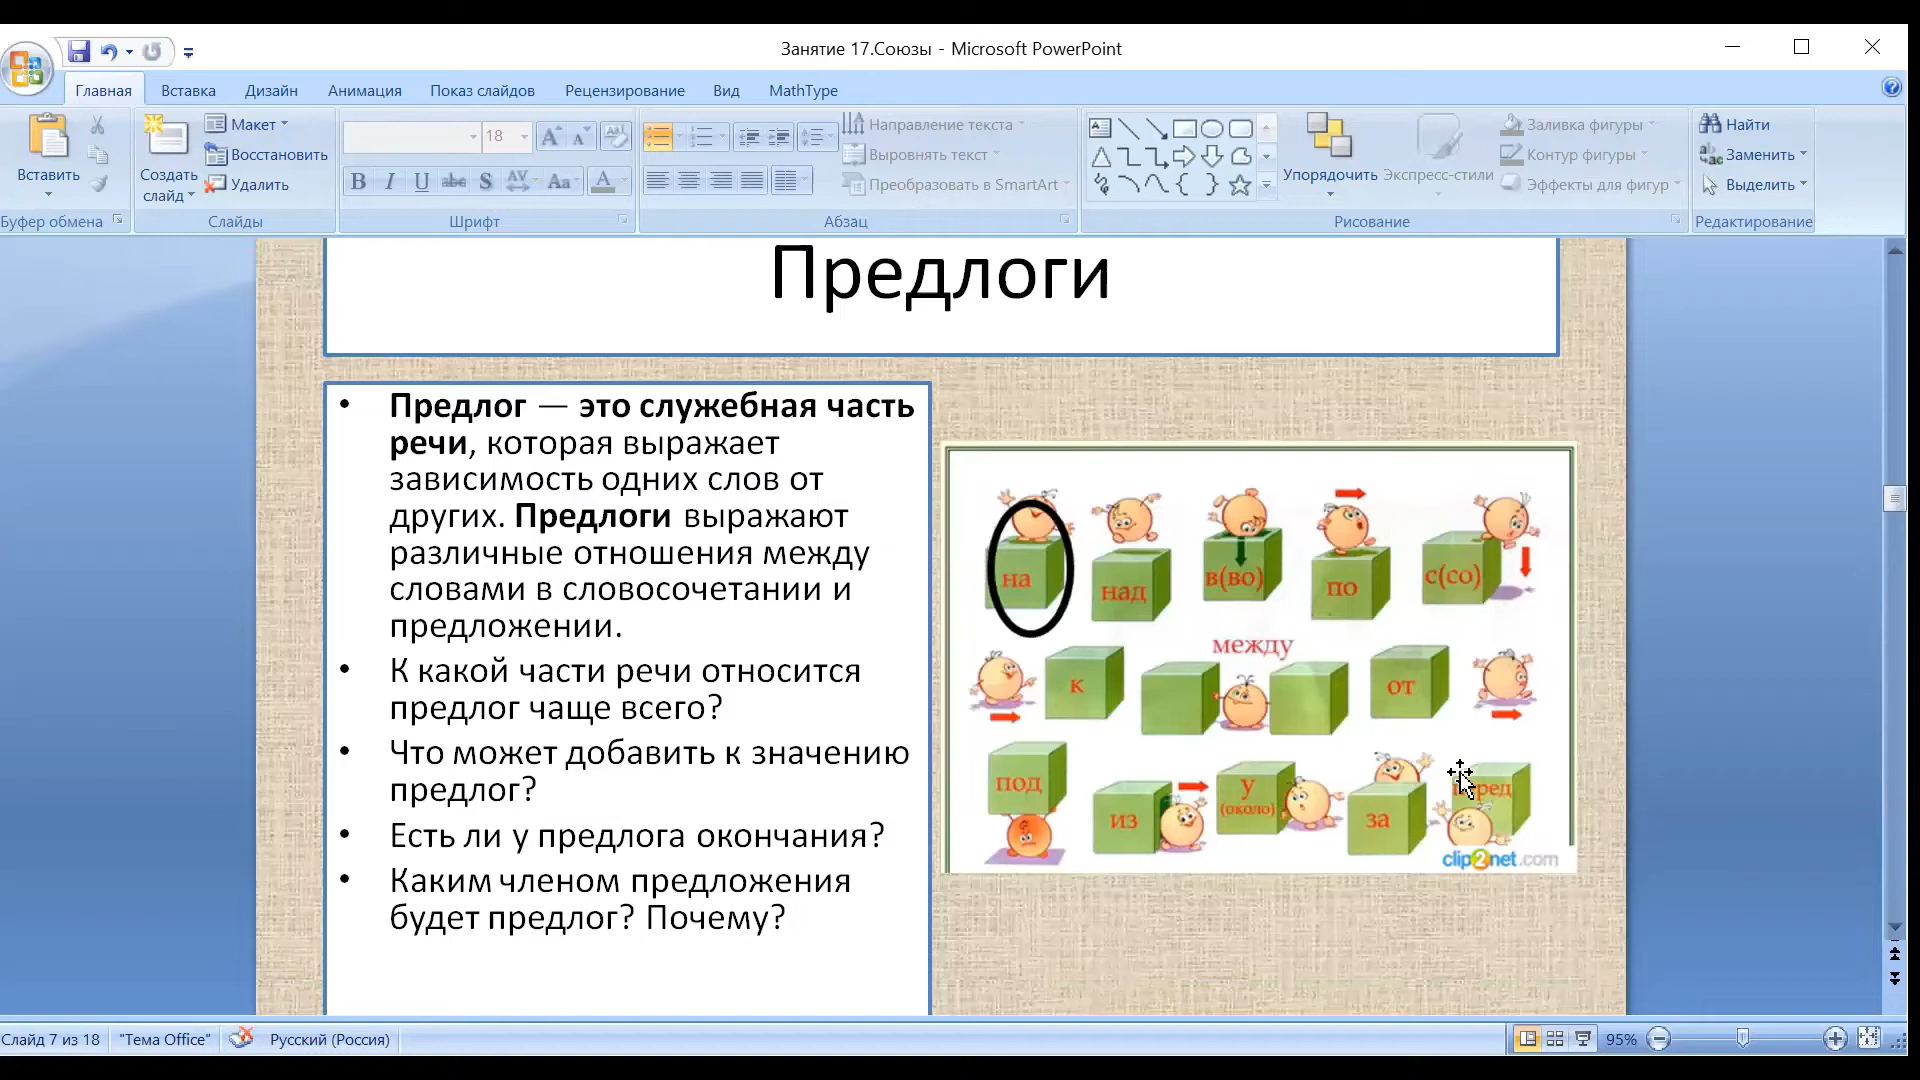 Занятие 17.Союзы - Microsoft PowerPoint
Главная Вставка Дизайн Анимация Показ слайдов Рецензирование Вид MathType
Вставить
Буфер обмена
Создать
слайд
Макет
Восстановить
Удалить
Слайды
18
Шрифт
Направление текста
Выровнять текст
Преобразовать в SmartArt
Абзац
Упорядочить
Экспресс-стили
Заливка фигуры
Контур фигуры
Эффекты для фигур
Рисование
Найти
Заменить
Выделить
Редактирование
Предлоги
• Предлог — это служебная часть
речи, которая выражает
зависимость одних слов от
других. Предлоги выражают
различные отношения между
словами в словосочетании и
предложении.
• К какой части речи относится
предлог чаще всего?
• Что может добавить к значению
предлог?
• Есть ли у предлога окончания?
• Каким членом предложения
будет предлог? Почему?
на над в(во) по с(со)
между
к от
под из у за перед
(около)
clip2net.com
Слайд 7 из 18 "Тема Office" Русский (Россия) 95%